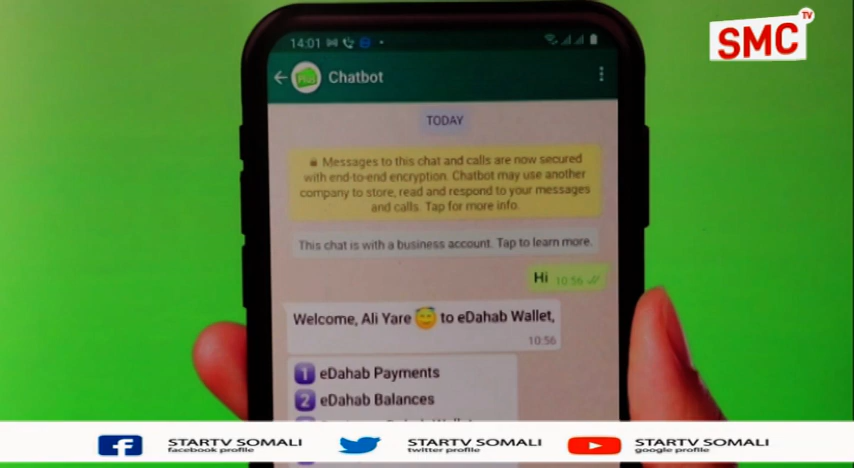 SMC TV
14:01
Chatbot
TODAY
Messages to this chat and calls are now secured
with end-to-end encryption. Chatbot may use another
company to store, read and respond to your messages
and calls. Tap for more info.
This chat is with a business account. Tap to learn more.
Hi 10:56
Welcome, Ali Yare 😇 to eDahab Wallet,
10:56
1 eDahab Payments
2 eDahab Balances
STARTV SOMALI
facebook profile
STARTV SOMALI
twitter profile
STARTV SOMALI
google profile